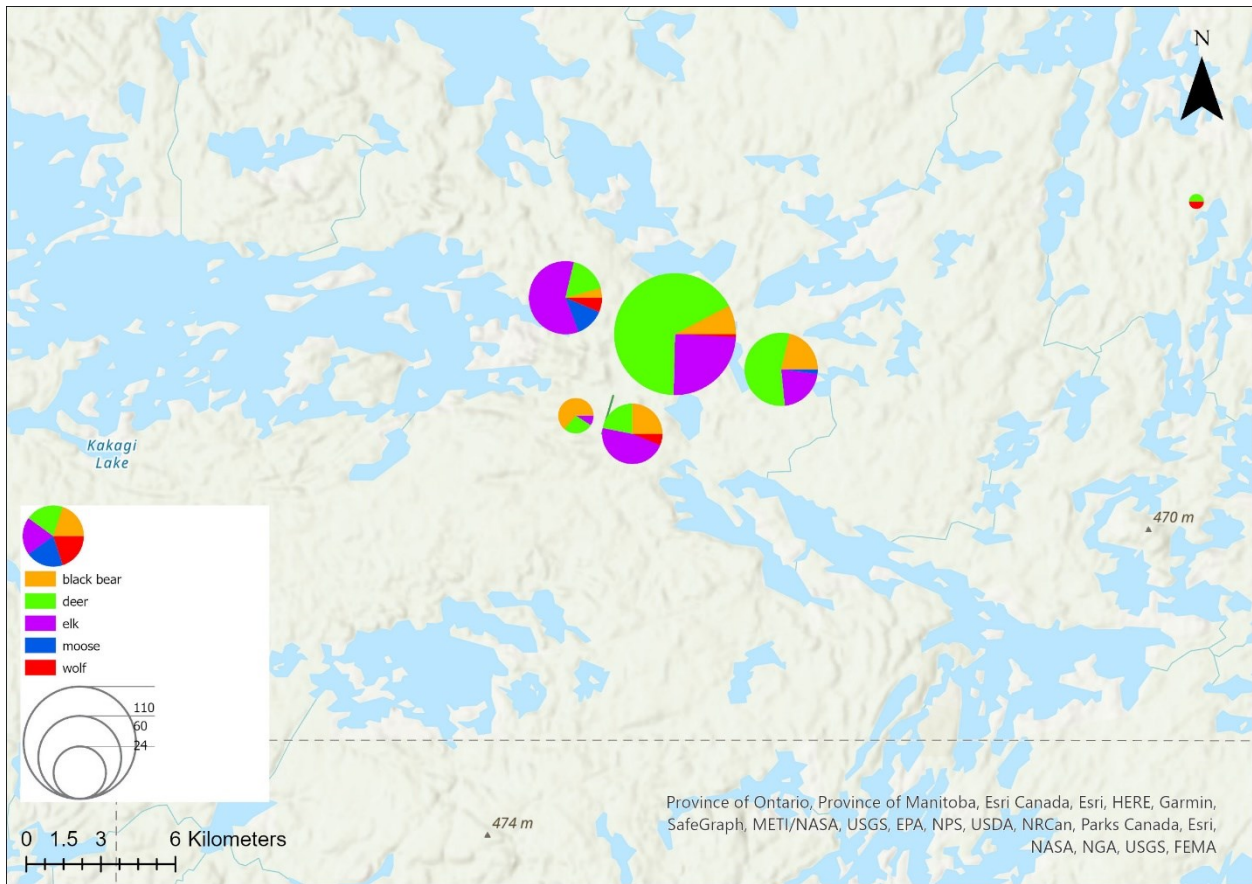 N
Kakagi
Lake
470 m
black bear
deer
elk
moose
wolf
110
60
24
474 m
0 1.5 3 6 Kilometers
Province of Ontario, Province of Manitoba, Esri Canada, Esri, HERE, Garmin,
SafeGraph, METI/NASA, USGS, EPA, NPS, USDA, NRCan, Parks Canada, Esri,
NASA, NGA, USGS, FEMA